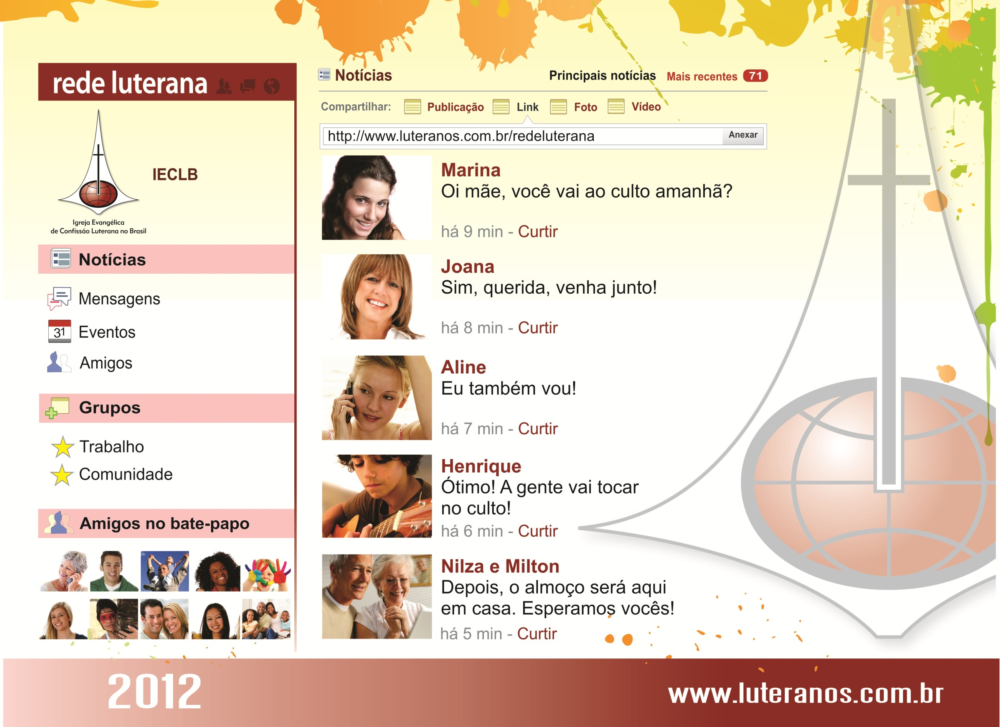 rede luterana
IECLB
Igreja Evangélica
de Confissão Luterana no Brasil
Notícias
Mensagens
31 Eventos
Amigos
Grupos
Trabalho
Comunidade
Amigos no bate-papo
Notícias Principais notícias Mais recentes 71
Compartilhar: Publicação Link Foto Vídeo
http://www.luteranos.com.br/redeluterana Anexar
Marina
Oi mãe, você vai ao culto amanhã?
há 9 min - Curtir
Joana
Sim, querida, venha junto!
há 8 min - Curtir
Aline
Eu também vou!
há 7 min - Curtir
Henrique
Ótimo! A gente vai tocar
no culto!
há 6 min - Curtir
Nilza e Milton
Depois, o almoço será aqui
em casa. Esperamos vocês!
há 5 min - Curtir
2012
www.luteranos.com.br